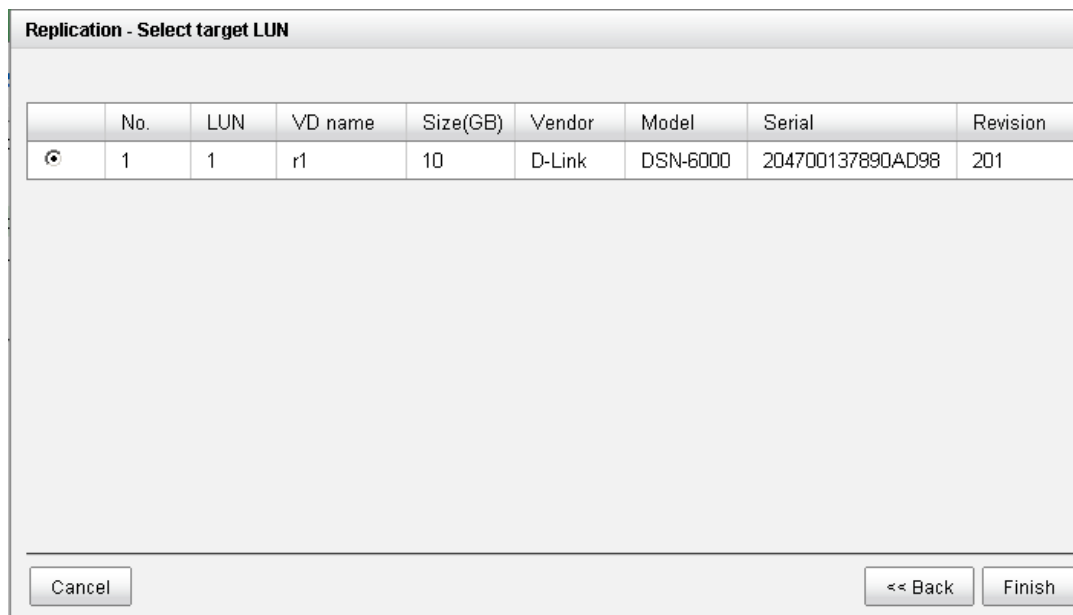 Replication - Select target LUN
No. LUN VD name Size(GB) Vendor Model Serial Revision
1 1 r1 10 D-Link DSN-6000 204700137890AD98 201
Cancel << Back Finish